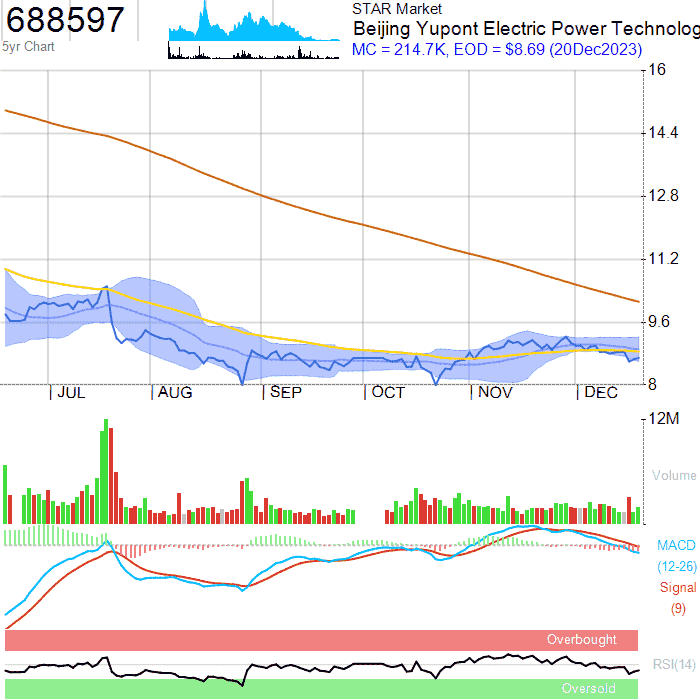 688597
5yr Chart
STAR Market
Beijing Yupont Electric Power Technolog
MC = 214.7K, EOD = $8.69 (20Dec2023)
16
14.4
12.8
11.2
9.6
8
JUL AUG SEP OCT NOV DEC
12M
Volume
MACD
(12-26)
Signal
(9)
Overbought
RSI(14)
Oversold